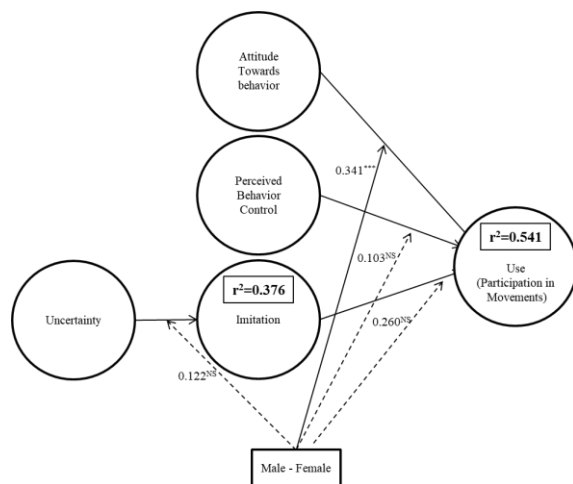 Attitude
Towards
behavior
0.341***
Perceived
Behavior
Control
r²=0.541
Use
(Participation in
Movements)
0.103NS
r²=0.376
Imitation
Uncertainty
0.260NS
0.122NS
Male - Female